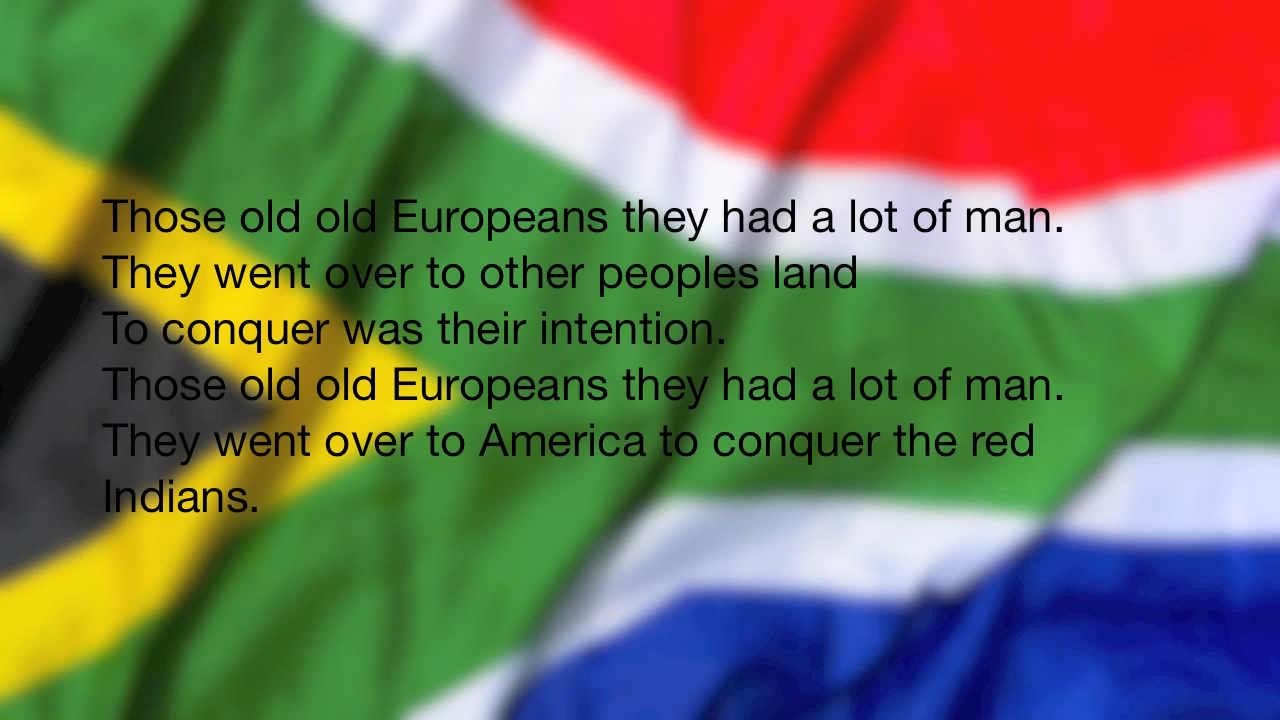 Those old old Europeans they had a lot of man.
They went over to other peoples land
To conquer was their intention.
Those old old Europeans they had a lot of man.
They went over to America to conquer the red
Indians.